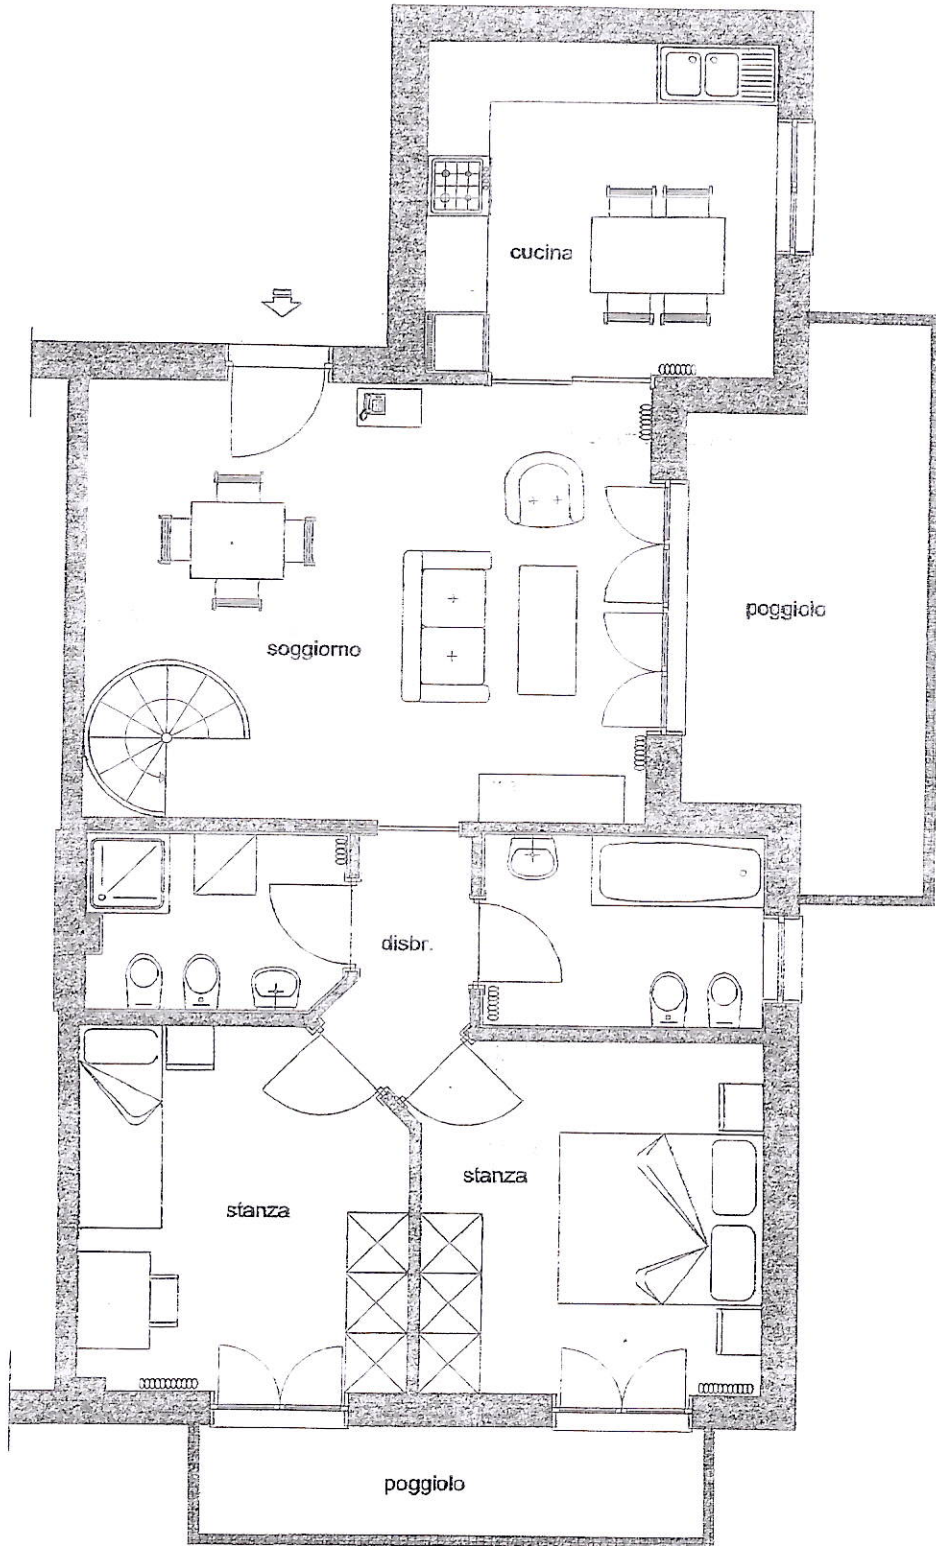 cucina
soggiorno
poggiolo
disbr.
stanza
stanza
poggiolo